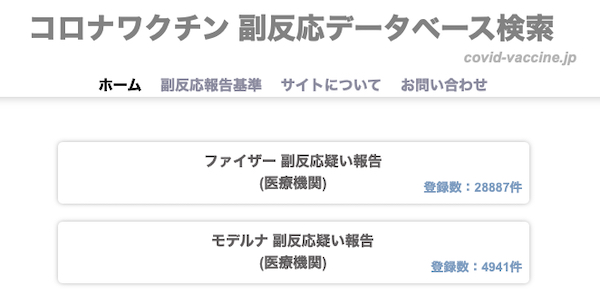 コロナワクチン 副反応データベース検索
covid-vaccine.jp
ホーム 副反応報告基準 サイトについて お問い合わせ
ファイザー 副反応疑い報告
(医療機関)
登録数：28887件
モデルナ 副反応疑い報告
(医療機関)
登録数：4941件